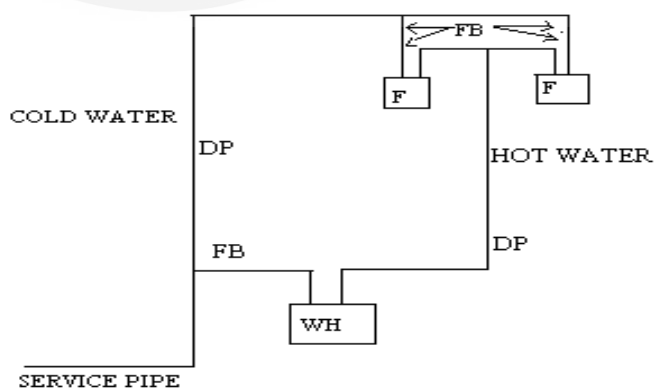 FB
F
F
COLD WATER
DP
HOT WATER
FB
DP
WH
SERVICE PIPE